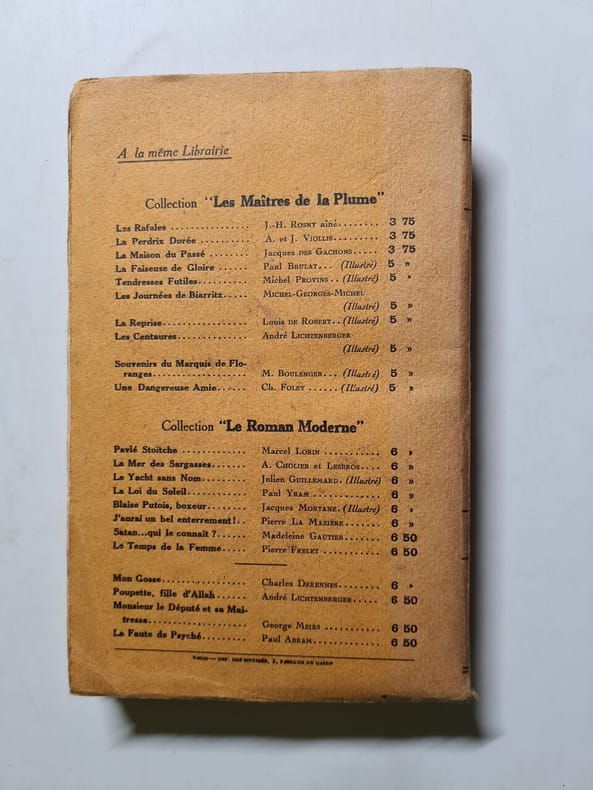 A la même Librairie
Collection "Les Maîtres de la Plume"
Les Rafales .............. J.-H. Rosny aîné........ 3 75
La Perdrix Dorée .......... A. et J. Viollis......... 3 75
La Maison du Passé ........ Jacques des Gachons..... 3 75
La Faiseuse de Gloire ...... Paul Brulat... (Illustré) 5 »
Tendresses Futiles.......... Michel Provins .. (Illustré) 5 »
Les Journées de Biarritz..... Michel-Georges-Michel
(Illustré) 5 »
La Reprise................ Louis de Robert.. (Illustré) 5 »
Les Centaures............. André Lichtenberger
(Illustré) 5 »
Souvenirs du Marquis de Flo-
ranges.................. M. Boulenger... (Illustré) 5 »
Une Dangereuse Amie..... Ch. Foley ...... (Illustré) 5 »
Collection "Le Roman Moderne"
Pavlé Stoïtche ............. Marcel Lorin ........... 6 »
La Mer des Sargasses....... A. Cholier et Lesbros.... 6 »
Le Yacht sans Nom........ Julien Guillemard. (Illustré) 6 »
La Loi du Soleil........... Paul Yram ............. 6 »
Blaise Putois, boxeur........ Jacques Mortane. (Illustré) 6 »
J'aurai un bel enterrement!.. Pierre La Mazière....... 6 »
Satan...qui le connaît ?...... Madeleine Gautier....... 6 50
Le Temps de la Femme..... Pierre Frelet ........... 6 50
Mon Gosse............... Charles Derennes........ 6 »
Poupette, fille d'Allah...... André Lichtenberger..... 6 50
Monsieur le Député et sa Maî-
tresse................... George Meirs ........... 6 50
La Faute de Psyché......... Paul Abram............. 6 50